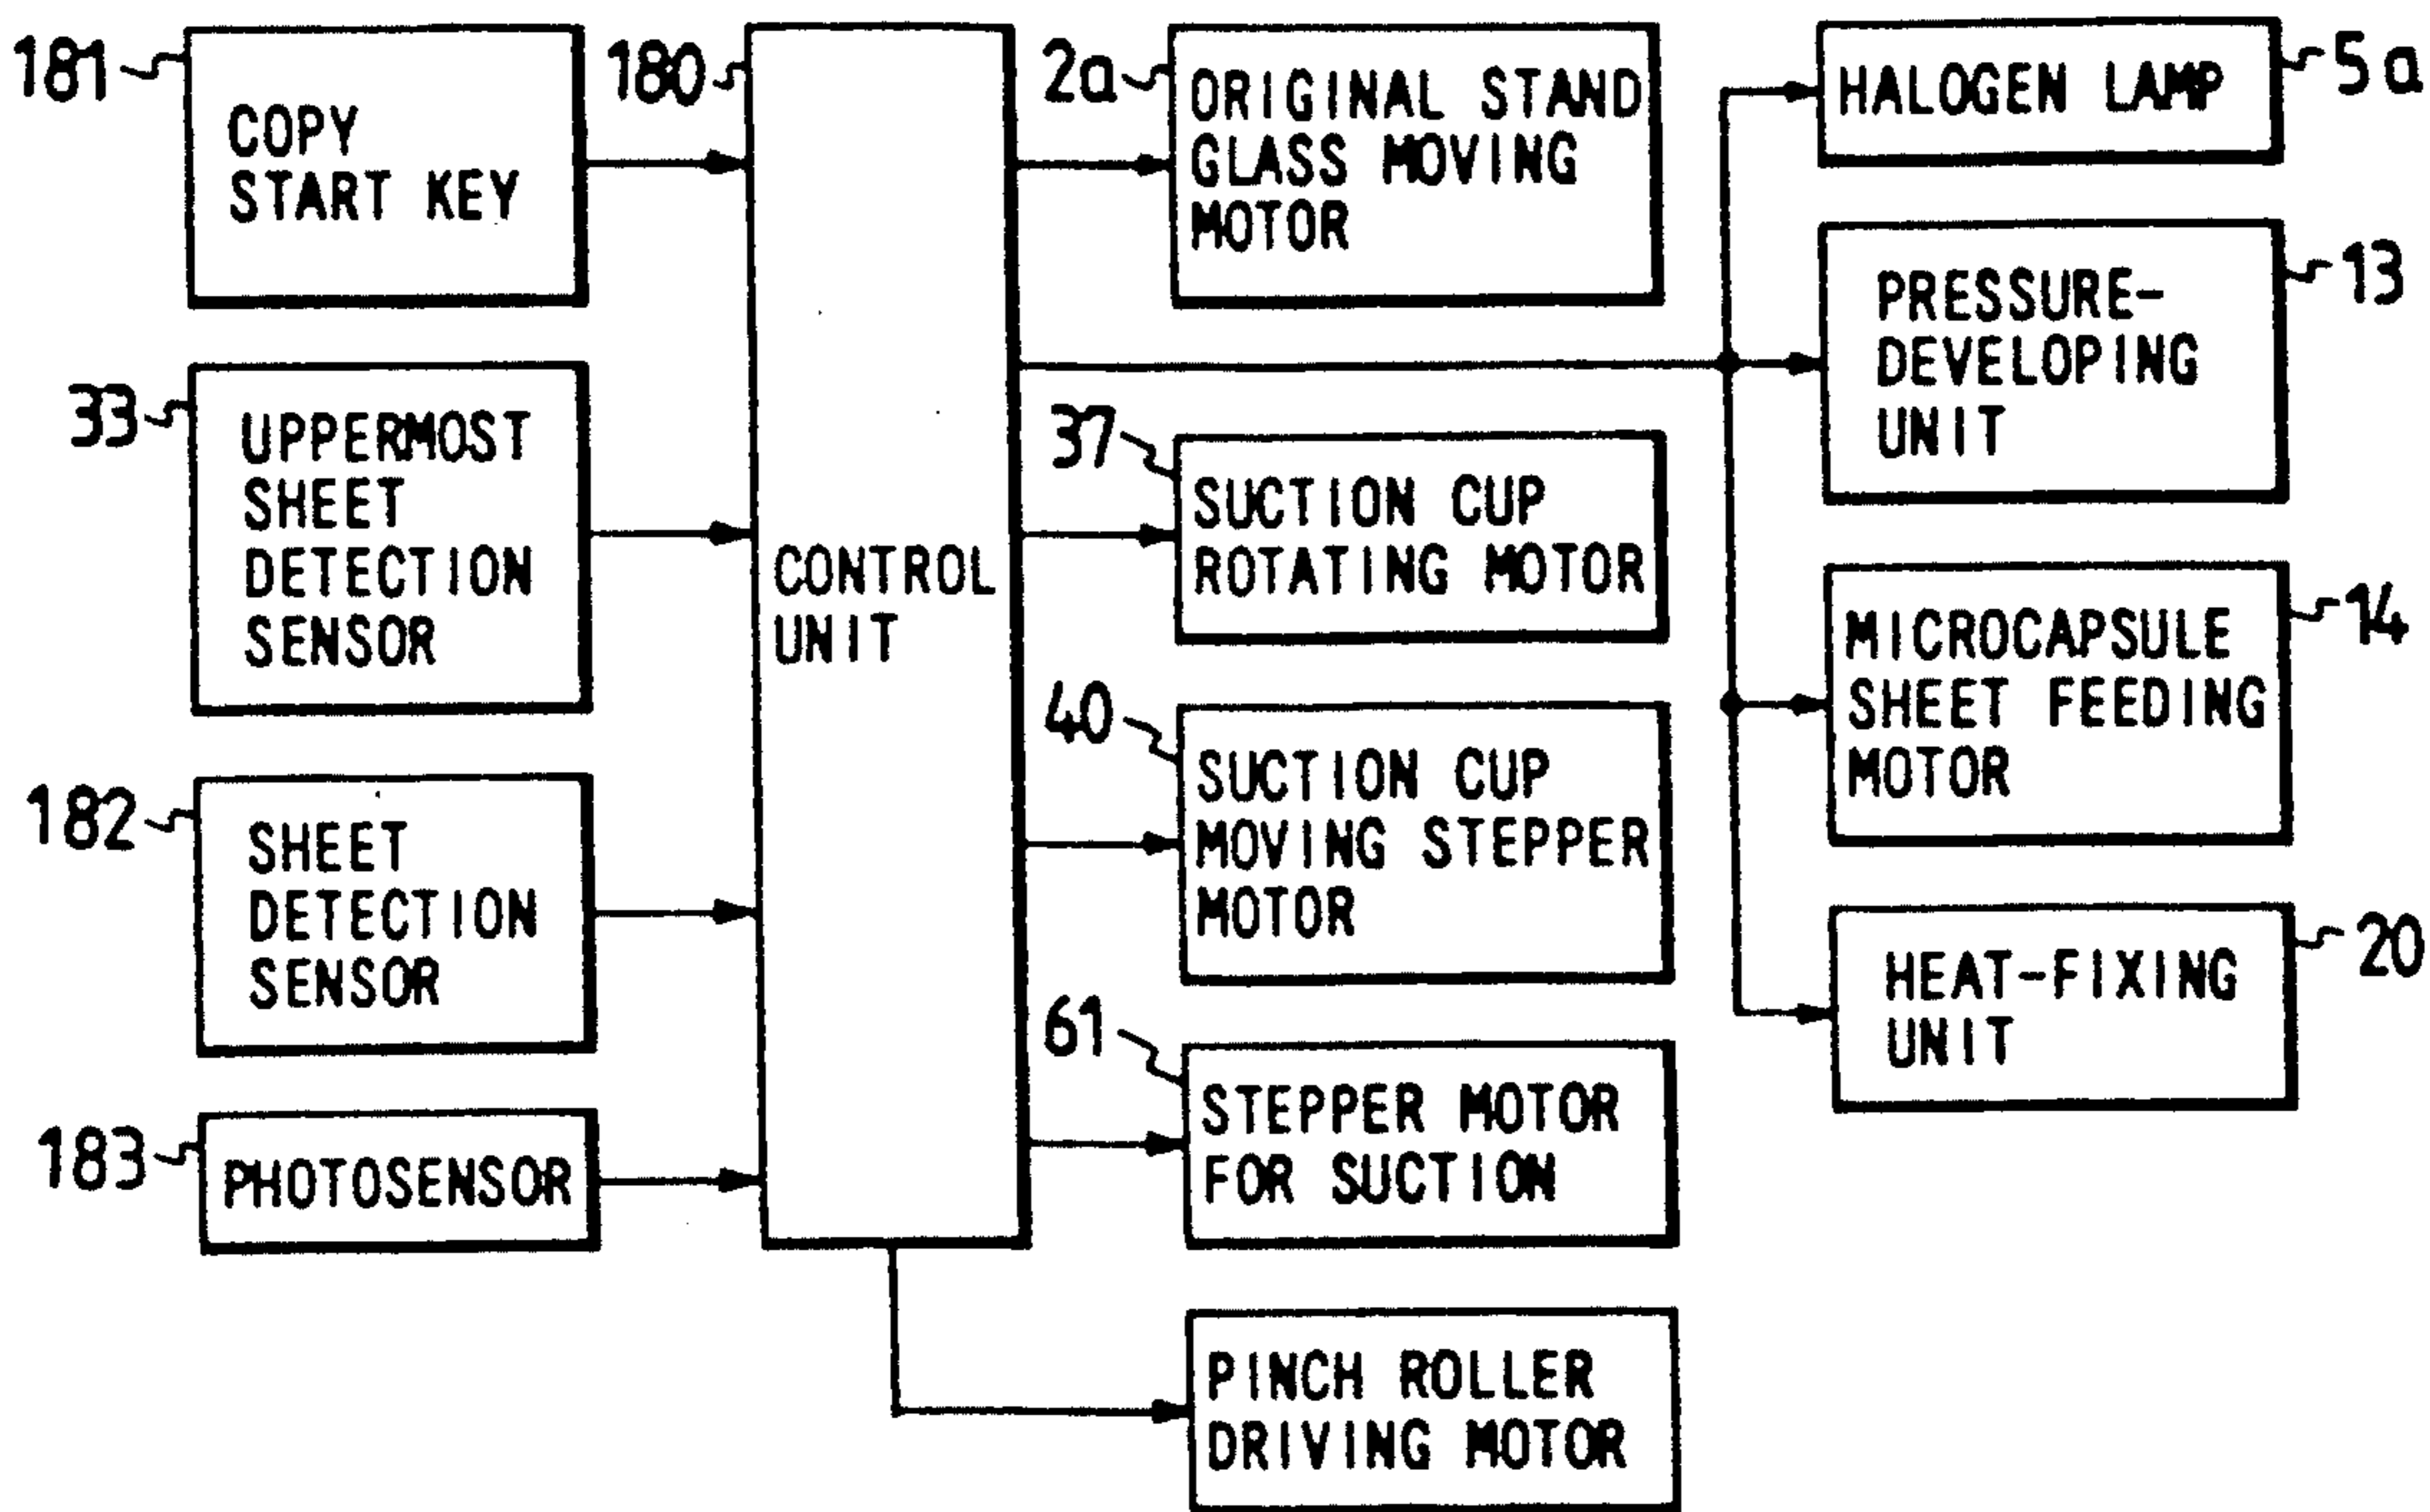 181
COPY
START KEY
33
UPPERMOST
SHEET
DETECTION
SENSOR
182
SHEET
DETECTION
SENSOR
183
PHOTOSENSOR
180
CONTROL
UNIT
2a
ORIGINAL STAND
GLASS MOVING
MOTOR
37
SUCTION CUP
ROTATING MOTOR
40
SUCTION CUP
MOVING STEPPER
MOTOR
61
STEPPER MOTOR
FOR SUCTION
PINCH ROLLER
DRIVING MOTOR
HALOGEN LAMP
5a
PRESSURE-
DEVELOPING
UNIT
13
MICROCAPSULE
SHEET FEEDING
MOTOR
14
HEAT-FIXING
UNIT
20